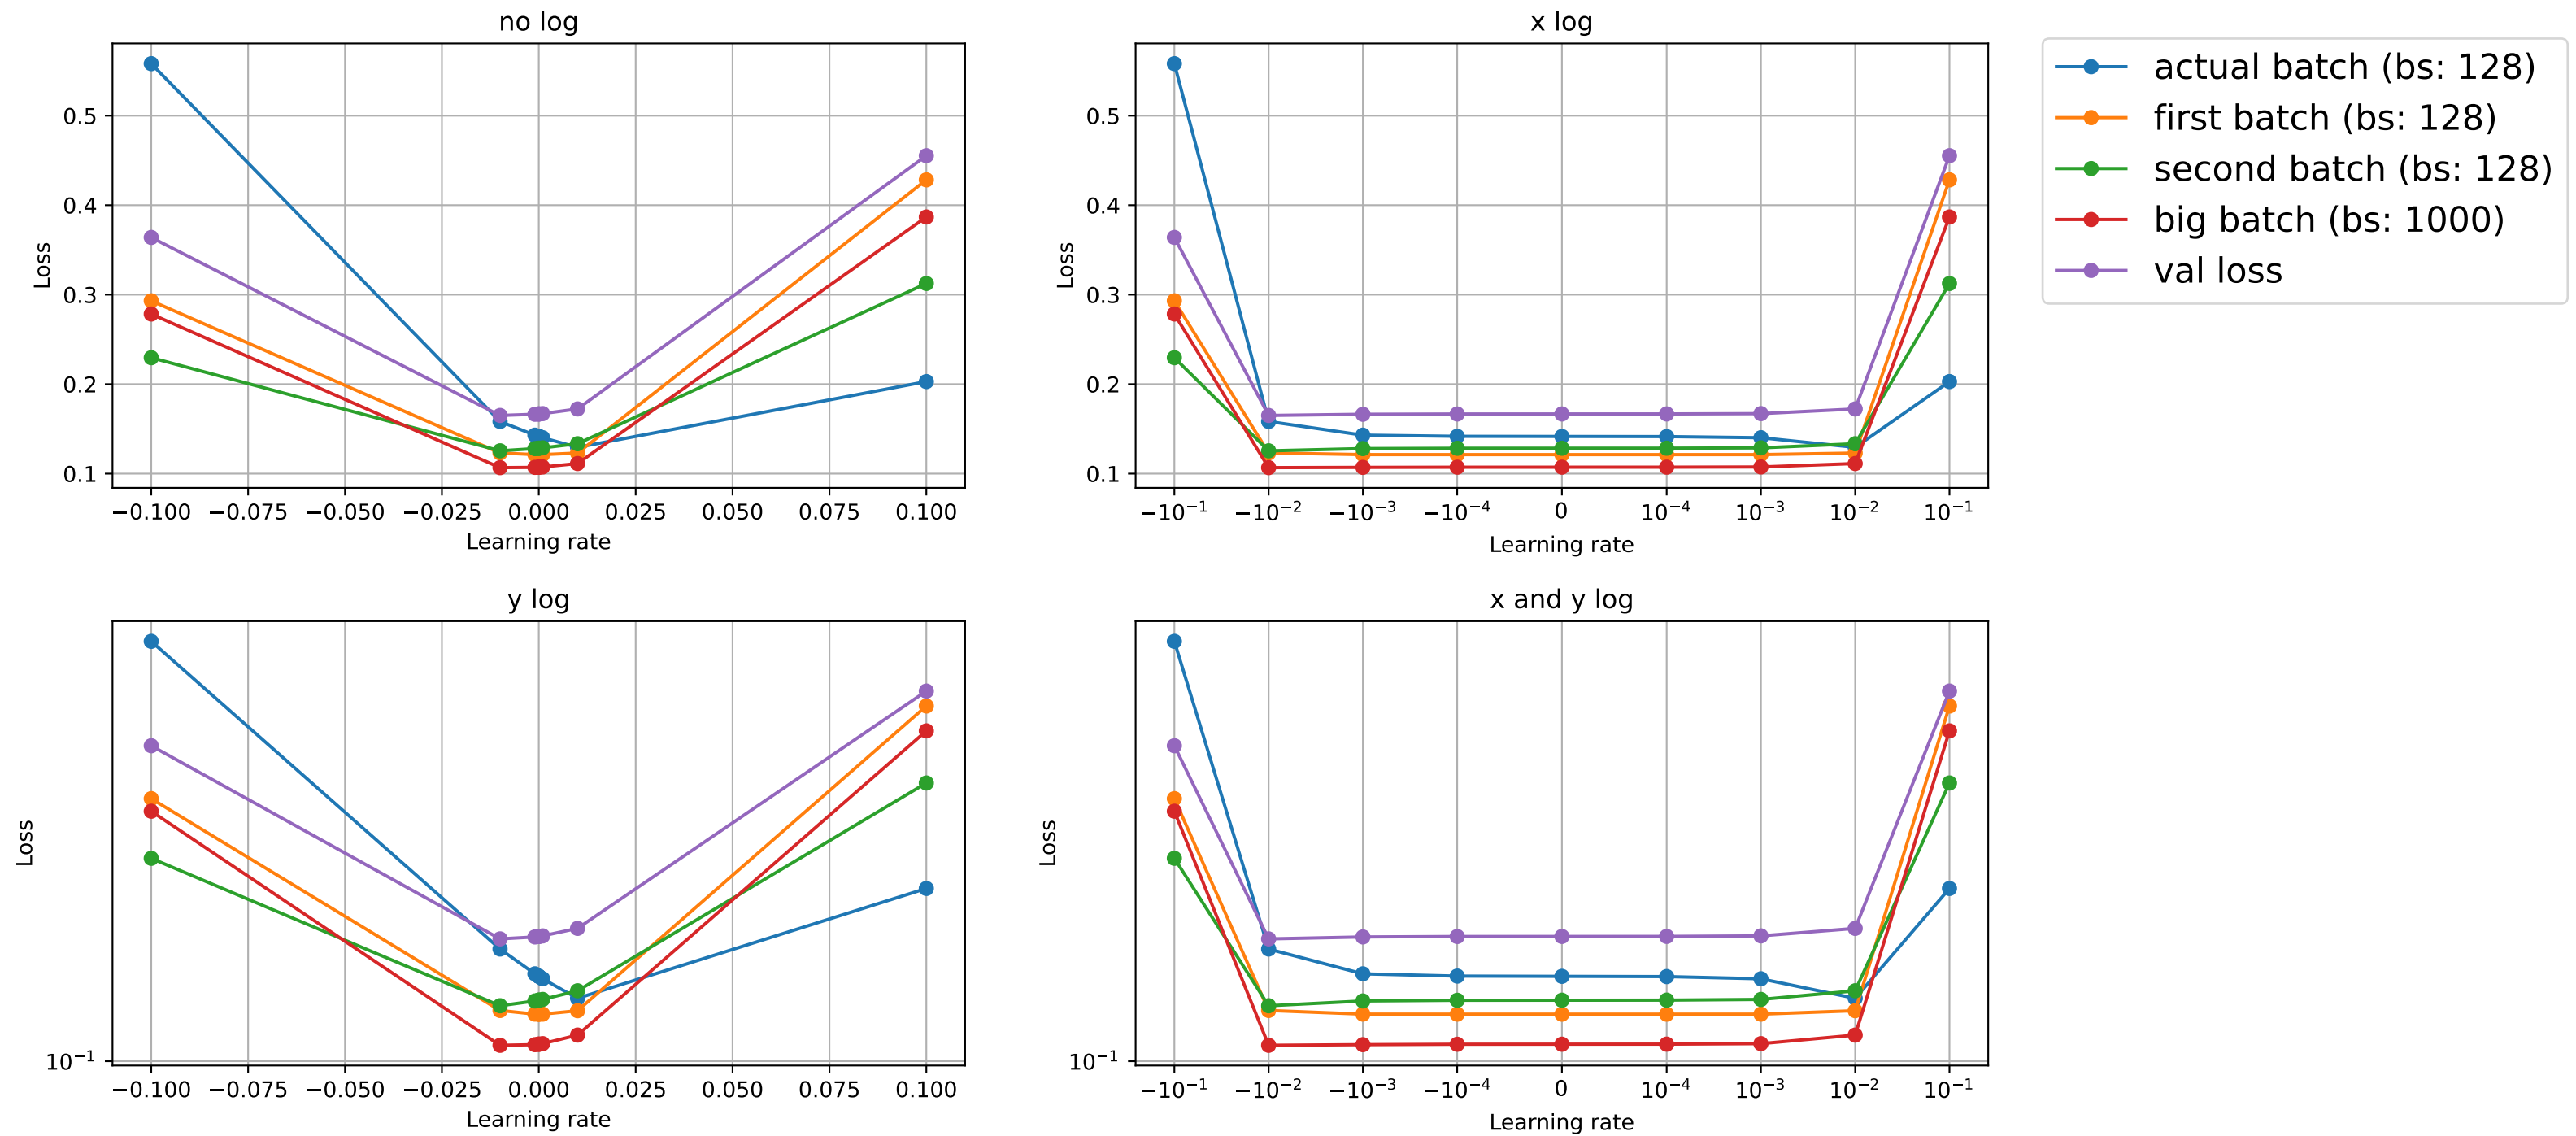 no log
0.5
0.4
0.3
0.2
0.1
Loss
−0.100 −0.075 −0.050 −0.025 0.000 0.025 0.050 0.075 0.100
Learning rate
x log
0.5
0.4
0.3
0.2
0.1
Loss
−10⁻¹ −10⁻² −10⁻³ −10⁻⁴ 0 10⁻⁴ 10⁻³ 10⁻² 10⁻¹
Learning rate
actual batch (bs: 128)
first batch (bs: 128)
second batch (bs: 128)
big batch (bs: 1000)
val loss
y log
Loss
10⁻¹
−0.100 −0.075 −0.050 −0.025 0.000 0.025 0.050 0.075 0.100
Learning rate
x and y log
Loss
10⁻¹
−10⁻¹ −10⁻² −10⁻³ −10⁻⁴ 0 10⁻⁴ 10⁻³ 10⁻² 10⁻¹
Learning rate